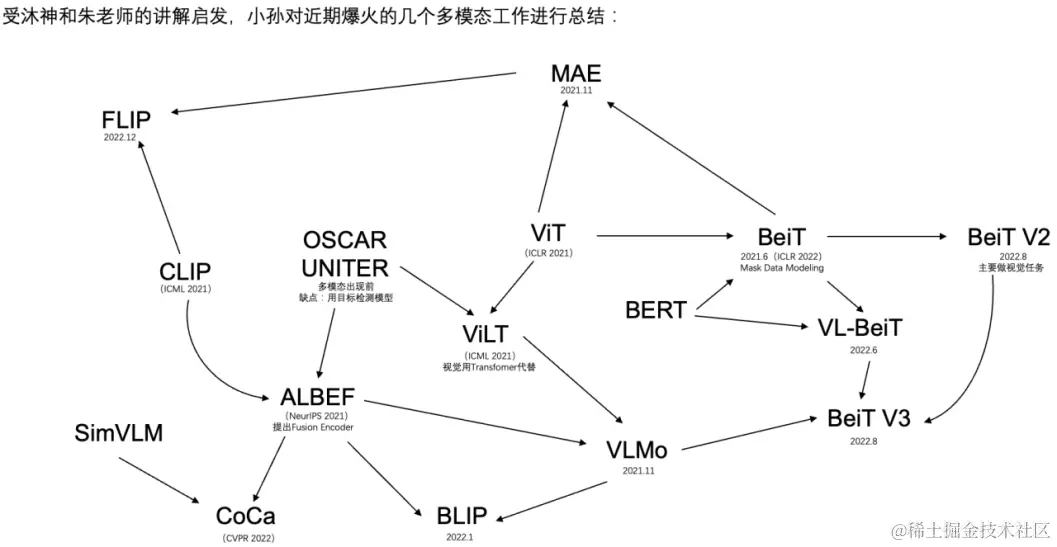 受沐神和朱老师的讲解启发，小孙对近期爆火的几个多模态工作进行总结：
MAE
2021.11
FLIP
2022.12
OSCAR
UNITER
多模态出现前
缺点：用目标检测模型
ViT
(ICLR 2021)
BeiT
2021.6 (ICLR 2022)
Mask Data Modeling
BeiT V2
2022.8
主要做视觉任务
CLIP
(ICML 2021)
BERT
ViLT
(ICML 2021)
视觉用Transfomer代替
VL-BeiT
2022.6
ALBEF
(NeurIPS 2021)
提出Fusion Encoder
BeiT V3
2022.8
SimVLM
VLMo
2021.11
CoCa
(CVPR 2022)
BLIP
2022.1
@稀土掘金技术社区